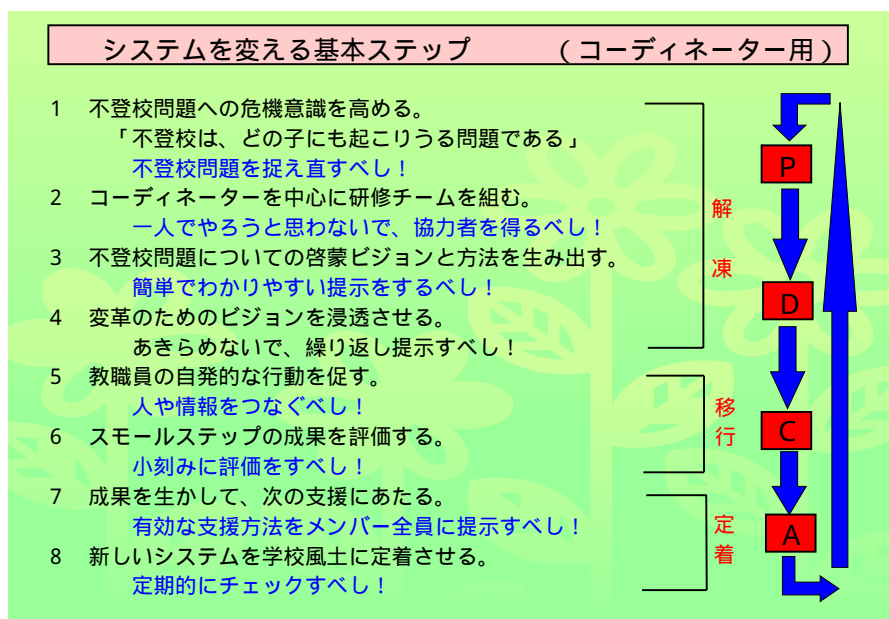 システムを変える基本ステップ　　　（コーディネーター用）
1　不登校問題への危機意識を高める。
「不登校は、どの子にも起こりうる問題である」
不登校問題を捉え直すべし！
2　コーディネーターを中心に研修チームを組む。
一人でやろうと思わないで、協力者を得るべし！
3　不登校問題についての啓蒙ビジョンと方法を生み出す。
簡単でわかりやすい提示をするべし！
4　変革のためのビジョンを浸透させる。
あきらめないで、繰り返し提示すべし！
5　教職員の自発的な行動を促す。
人や情報をつなぐべし！
6　スモールステップの成果を評価する。
小刻みに評価をすべし！
7　成果を生かして、次の支援にあたる。
有効な支援方法をメンバー全員に提示すべし！
8　新しいシステムを学校風土に定着させる。
定期的にチェックすべし！
解凍
移行
定着
P
D
C
A